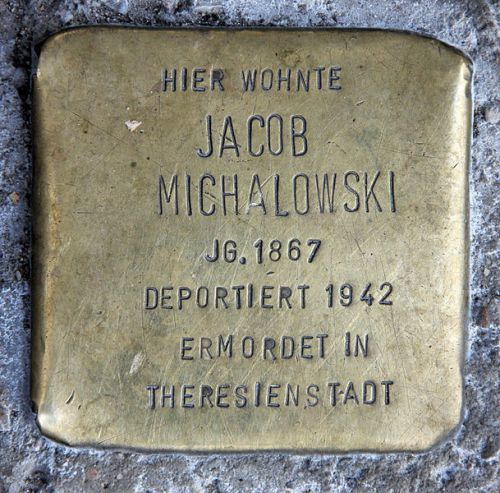 HIER WOHNTE
JACOB
MICHALOWSKI
JG. 1867
DEPORTIERT 1942
ERMORDET IN
THERESIENSTADT